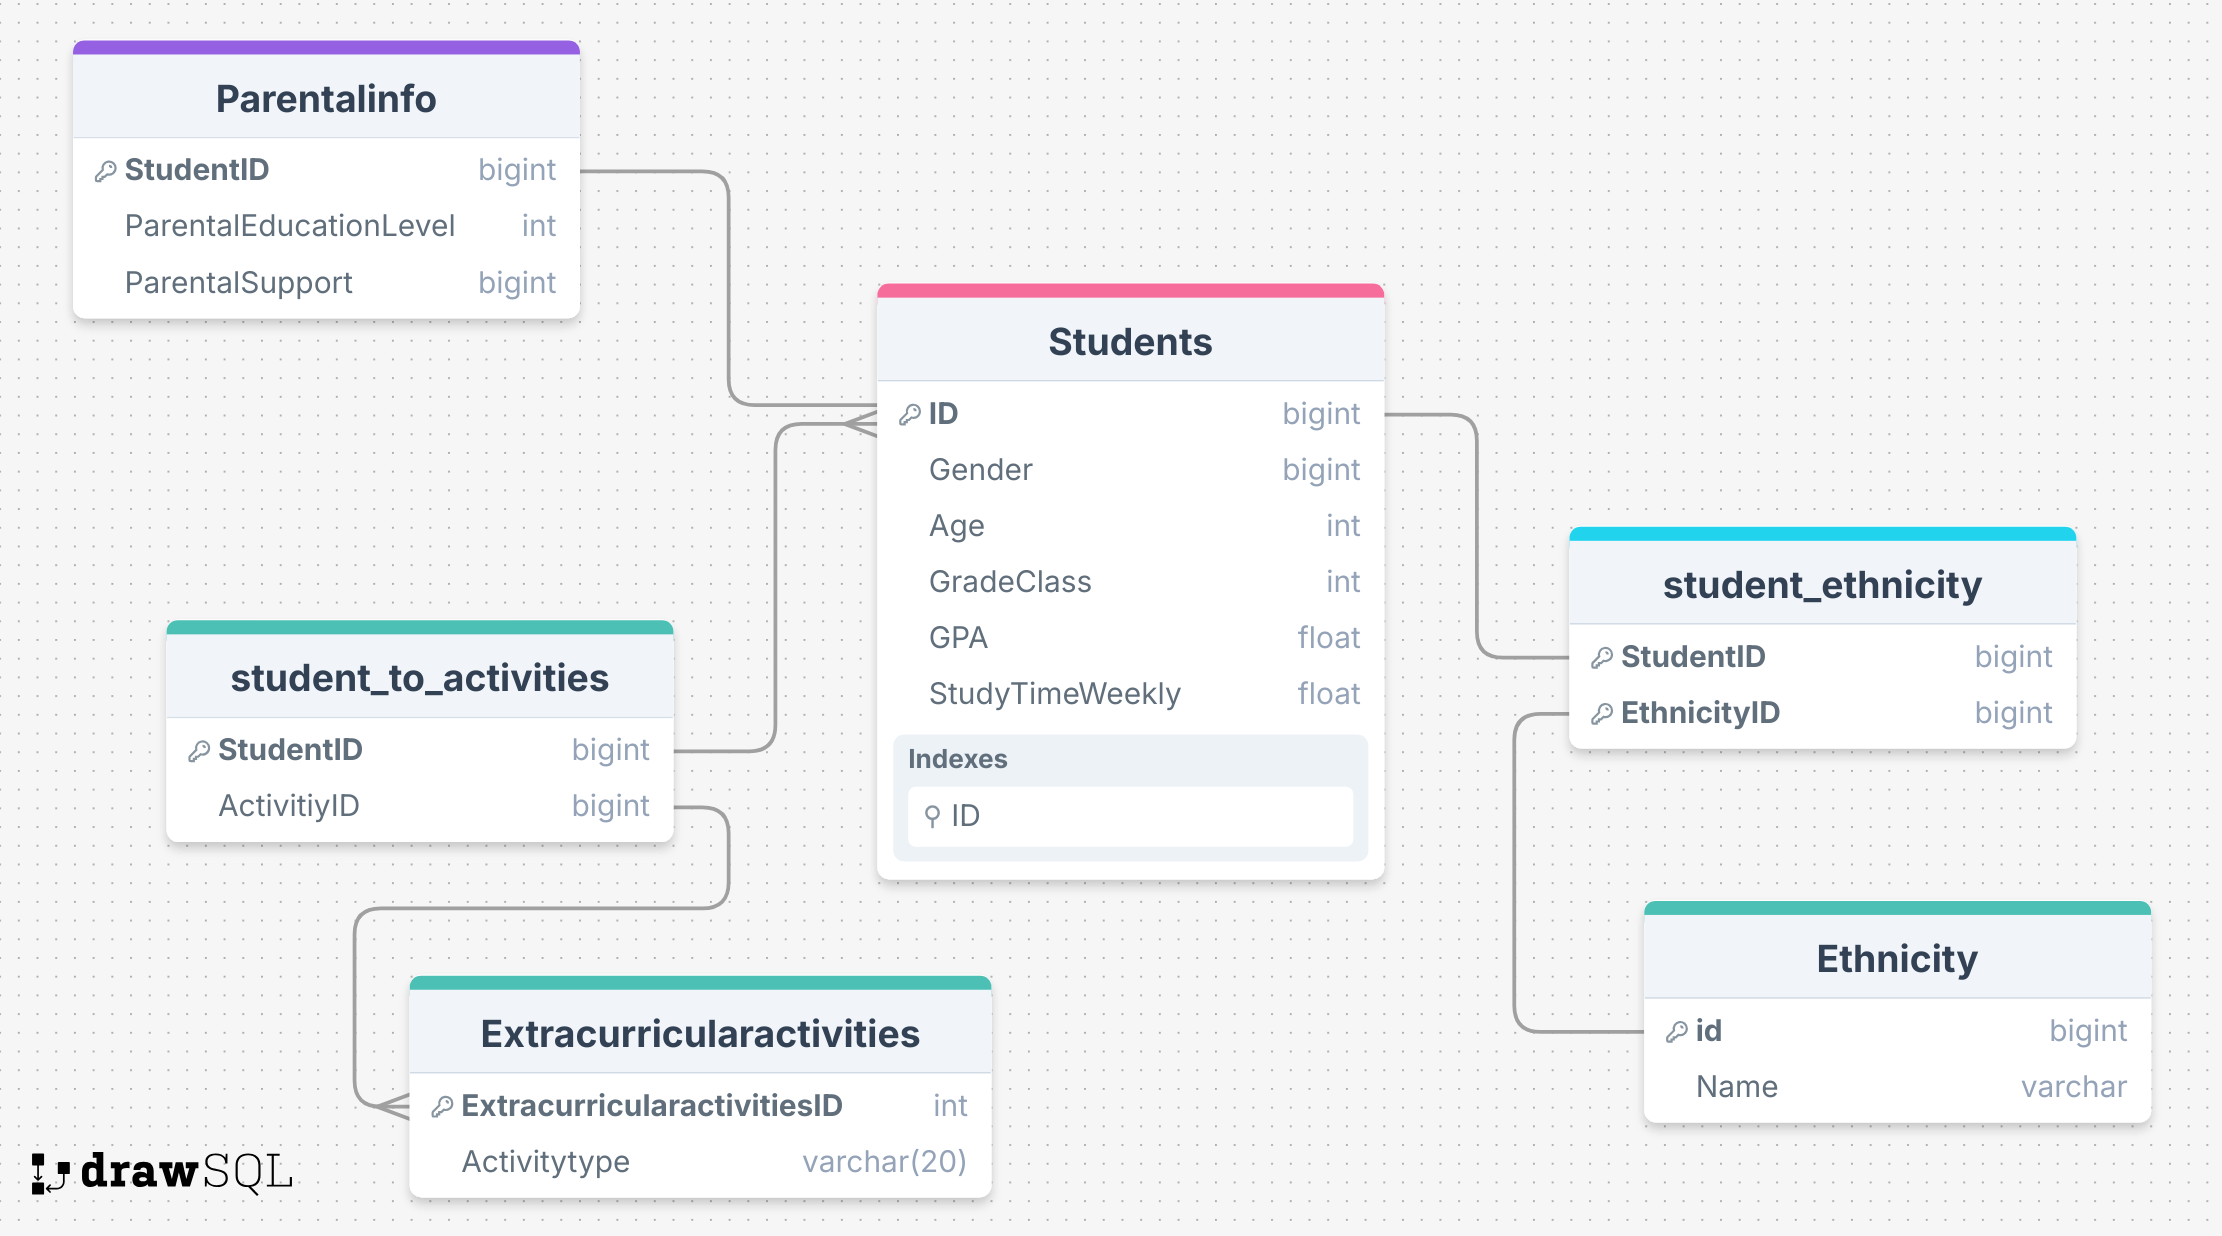 Parentalinfo
StudentID bigint
ParentalEducationLevel int
ParentalSupport bigint
Students
ID bigint
Gender bigint
Age int
GradeClass int
GPA float
StudyTimeWeekly float
Indexes
ID
student_to_activities
StudentID bigint
ActivitiyID bigint
student_ethnicity
StudentID bigint
EthnicityID bigint
Ethnicity
id bigint
Name varchar
Extracurricularactivities
ExtracurricularactivitiesID int
Activitytype varchar(20)
drawSQL